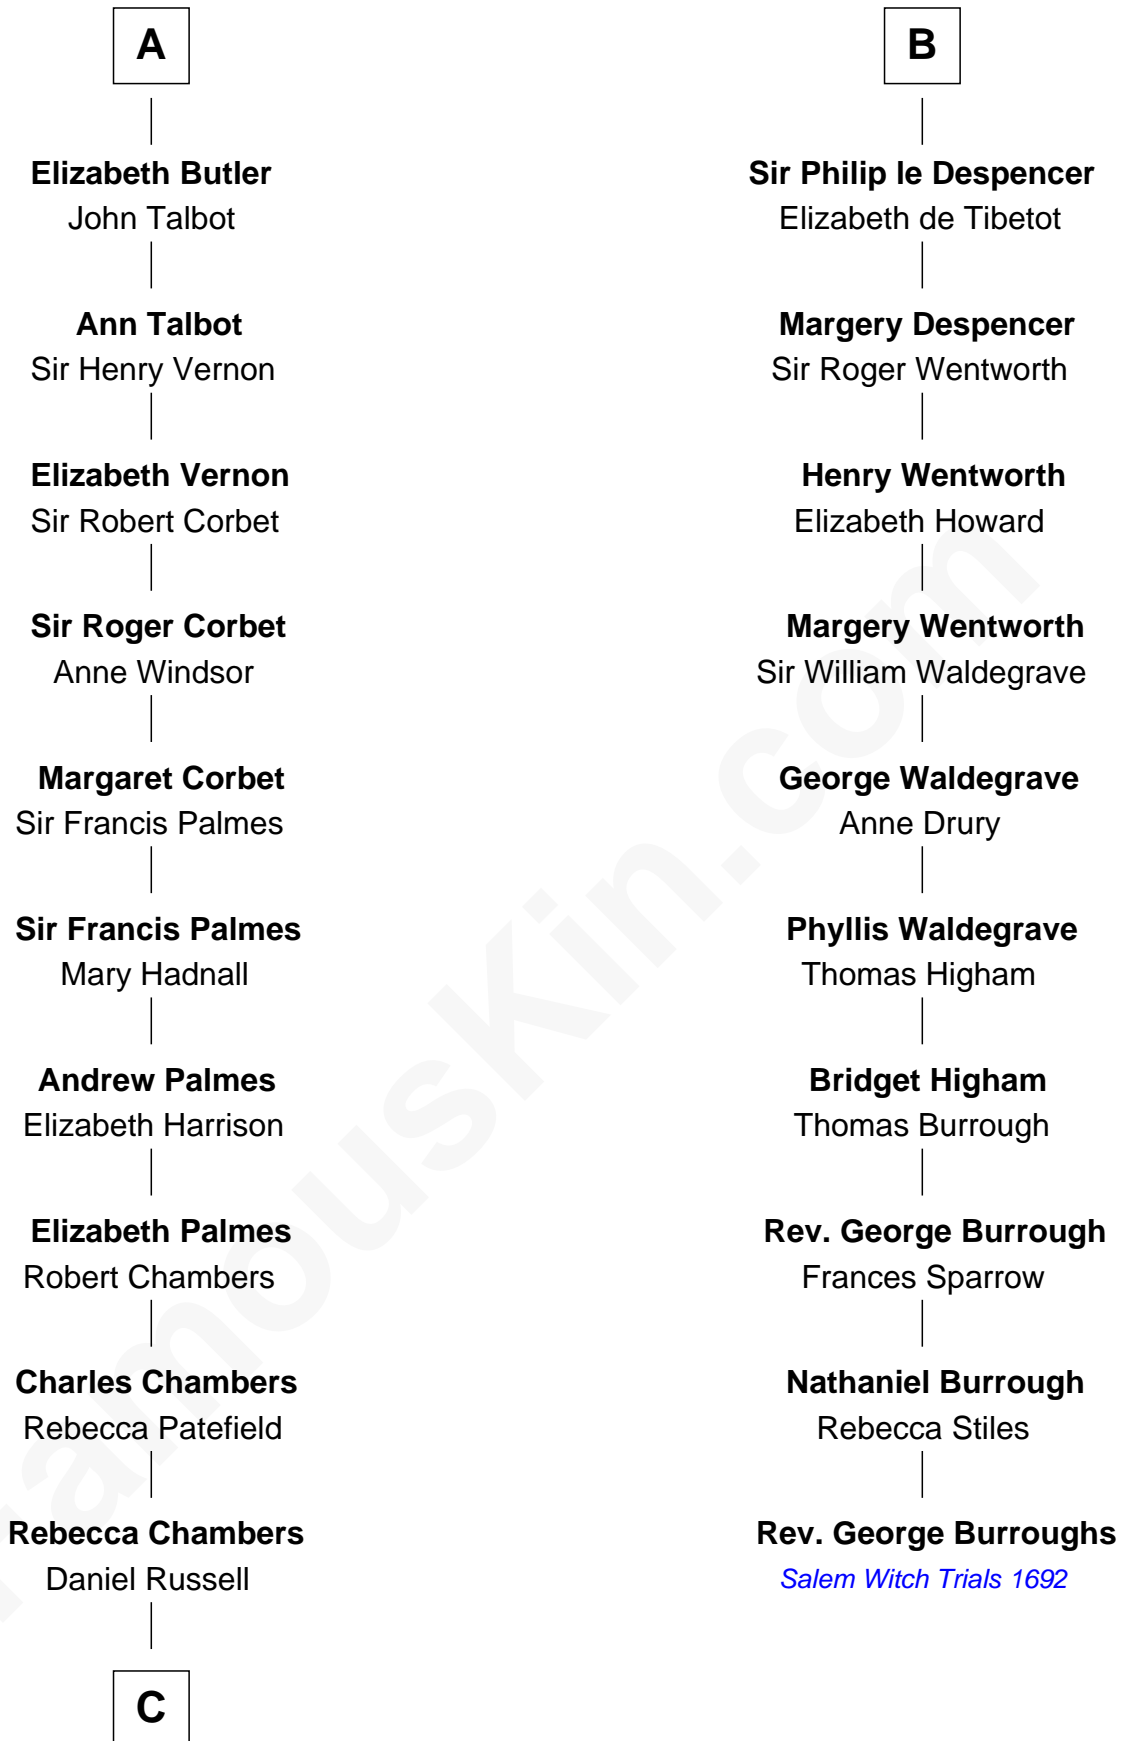 A
Elizabeth Butler
John Talbot
Ann Talbot
Sir Henry Vernon
Elizabeth Vernon
Sir Robert Corbet
Sir Roger Corbet
Anne Windsor
Margaret Corbet
Sir Francis Palmes
Sir Francis Palmes
Mary Hadnall
Andrew Palmes
Elizabeth Harrison
Elizabeth Palmes
Robert Chambers
Charles Chambers
Rebecca Patefield
Rebecca Chambers
Daniel Russell
C
B
Sir Philip le Despencer
Elizabeth de Tibetot
Margery Despencer
Sir Roger Wentworth
Henry Wentworth
Elizabeth Howard
Margery Wentworth
Sir William Waldegrave
George Waldegrave
Anne Drury
Phyllis Waldegrave
Thomas Higham
Bridget Higham
Thomas Burrough
Rev. George Burrough
Frances Sparrow
Nathaniel Burrough
Rebecca Stiles
Rev. George Burroughs
Salem Witch Trials 1692
FamousKin.com